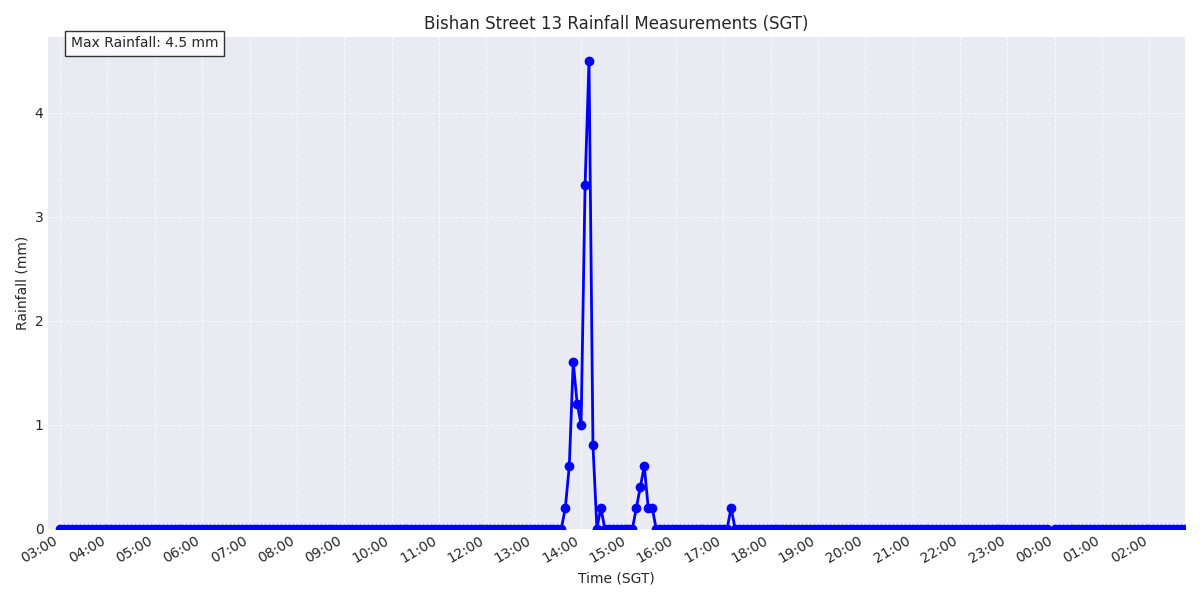 Bishan Street 13 Rainfall Measurements (SGT)
Max Rainfall: 4.5 mm
Rainfall (mm)
4
3
2
1
0
03:00 04:00 05:00 06:00 07:00 08:00 09:00 10:00 11:00 12:00 13:00 14:00 15:00 16:00 17:00 18:00 19:00 20:00 21:00 22:00 23:00 00:00 01:00 02:00
Time (SGT)